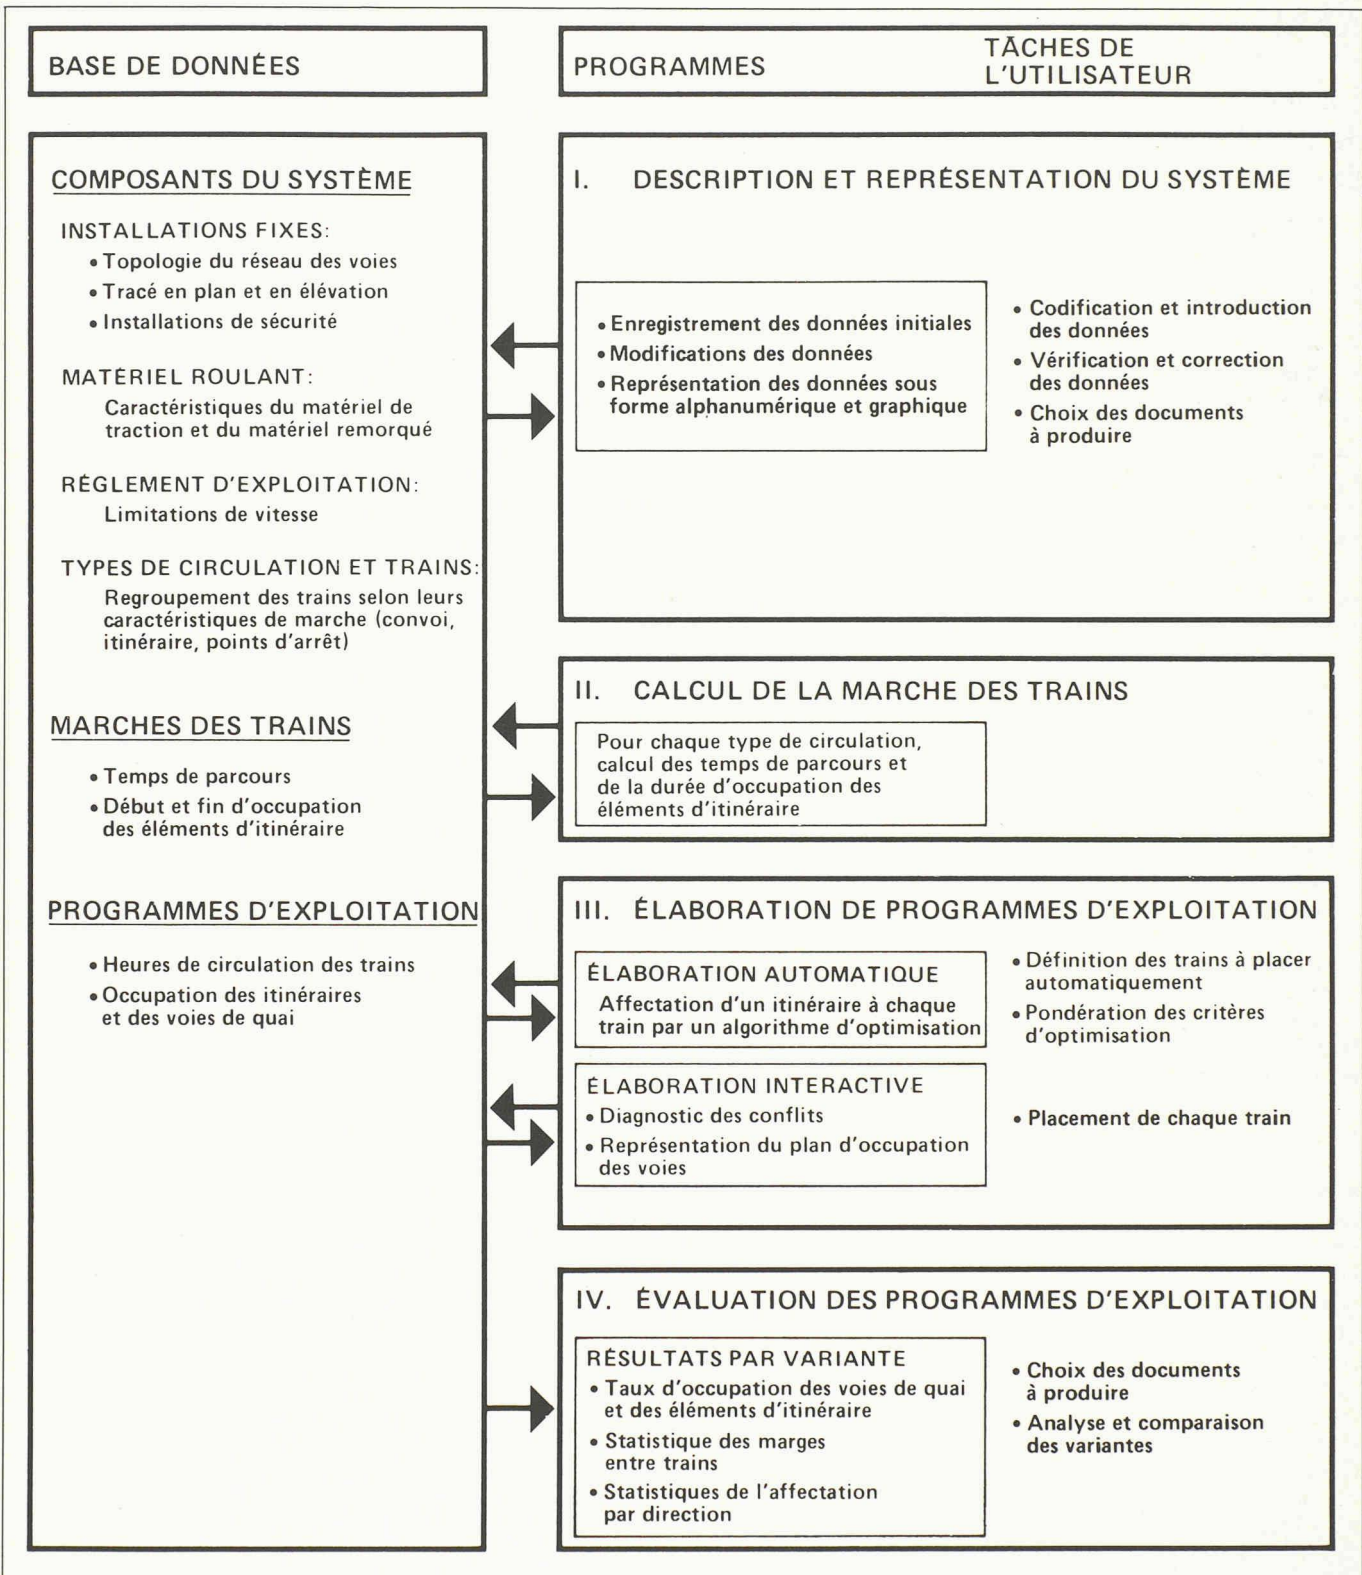 BASE DE DONNÉES
PROGRAMMES
TÂCHES DE
L'UTILISATEUR
COMPOSANTS DU SYSTÈME
INSTALLATIONS FIXES:
• Topologie du réseau des voies
• Tracé en plan et en élévation
• Installations de sécurité
MATÉRIEL ROULANT:
Caractéristiques du matériel de
traction et du matériel remorqué
RÈGLEMENT D'EXPLOITATION:
Limitations de vitesse
TYPES DE CIRCULATION ET TRAINS:
Regroupement des trains selon leurs
caractéristiques de marche (convoi,
itinéraire, points d'arrêt)
MARCHES DES TRAINS
• Temps de parcours
• Début et fin d'occupation
des éléments d'itinéraire
PROGRAMMES D'EXPLOITATION
• Heures de circulation des trains
• Occupation des itinéraires
et des voies de quai
I. DESCRIPTION ET REPRÉSENTATION DU SYSTÈME
• Enregistrement des données initiales
• Modifications des données
• Représentation des données sous
forme alphanumérique et graphique
• Codification et introduction
des données
• Vérification et correction
des données
• Choix des documents
à produire
II. CALCUL DE LA MARCHE DES TRAINS
Pour chaque type de circulation,
calcul des temps de parcours et
de la durée d'occupation des
éléments d'itinéraire
III. ÉLABORATION DE PROGRAMMES D'EXPLOITATION
ÉLABORATION AUTOMATIQUE
Affectation d'un itinéraire à chaque
train par un algorithme d'optimisation
• Définition des trains à placer
automatiquement
• Pondération des critères
d'optimisation
ÉLABORATION INTERACTIVE
• Diagnostic des conflits
• Représentation du plan d'occupation
des voies
• Placement de chaque train
IV. ÉVALUATION DES PROGRAMMES D'EXPLOITATION
RÉSULTATS PAR VARIANTE
• Taux d'occupation des voies de quai
et des éléments d'itinéraire
• Statistique des marges
entre trains
• Statistiques de l'affectation
par direction
• Choix des documents
à produire
• Analyse et comparaison
des variantes